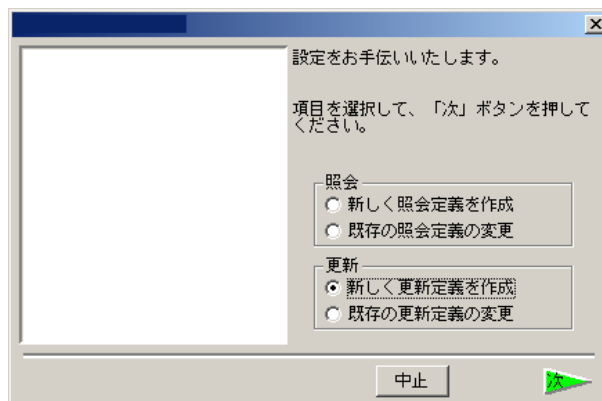 設定をお手伝いいたします。
項目を選択して、「次」ボタンを押して
ください。
照会
新しく照会定義を作成
既存の照会定義の変更
更新
新しく更新定義を作成
既存の更新定義の変更
中止
次